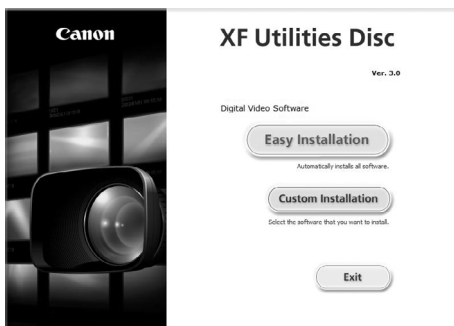 Canon
XF Utilities Disc
Ver. 3.0
Digital Video Software
Easy Installation
Automatically installs all software.
Custom Installation
Select the software that you want to install.
Exit